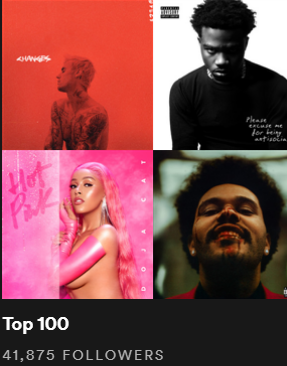 CHANGES
PARENTAL
ADVISORY
EXPLICIT CONTENT
Please
excuse me
for being
antisocial
Hot
Pink
DOJA CAT
Top 100
41,875 FOLLOWERS